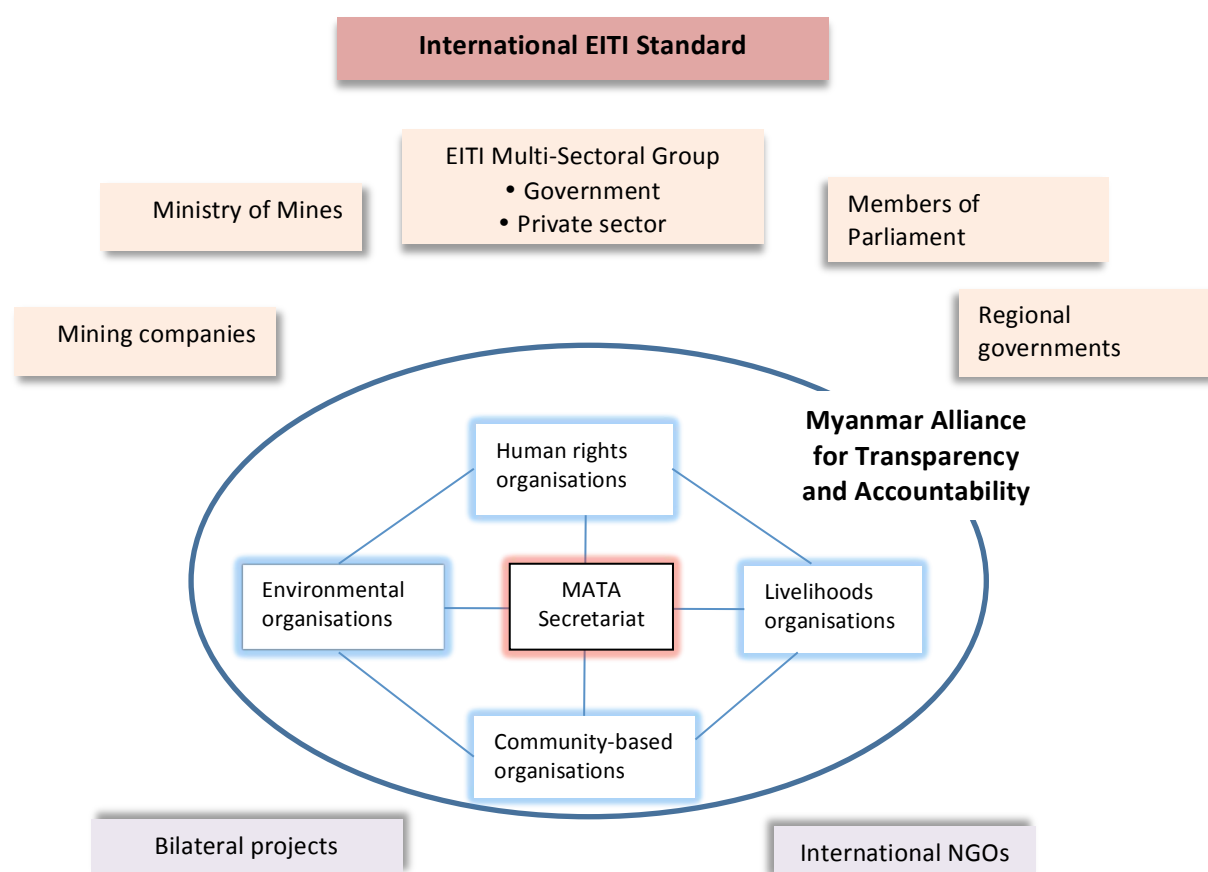 International EITI Standard
EITI Multi-Sectoral Group
• Government
• Private sector
Ministry of Mines
Members of
Parliament
Mining companies
Regional
governments
Myanmar Alliance
for Transparency
and Accountability
Human rights
organisations
Environmental
organisations
MATA
Secretariat
Livelihoods
organisations
Community-based
organisations
Bilateral projects
International NGOs